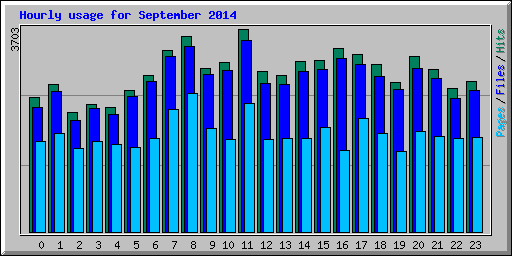 Hourly usage for September 2014
3703
Pages / Files / Hits
0 1 2 3 4 5 6 7 8 9 10 11 12 13 14 15 16 17 18 19 20 21 22 23